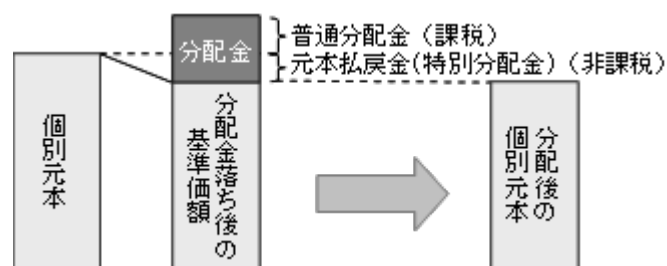 分配金
普通分配金（課税）
元本払戻金(特別分配金)（非課税）
個別元本
分配金落ち後の
基準価額
分配後の
個別元本